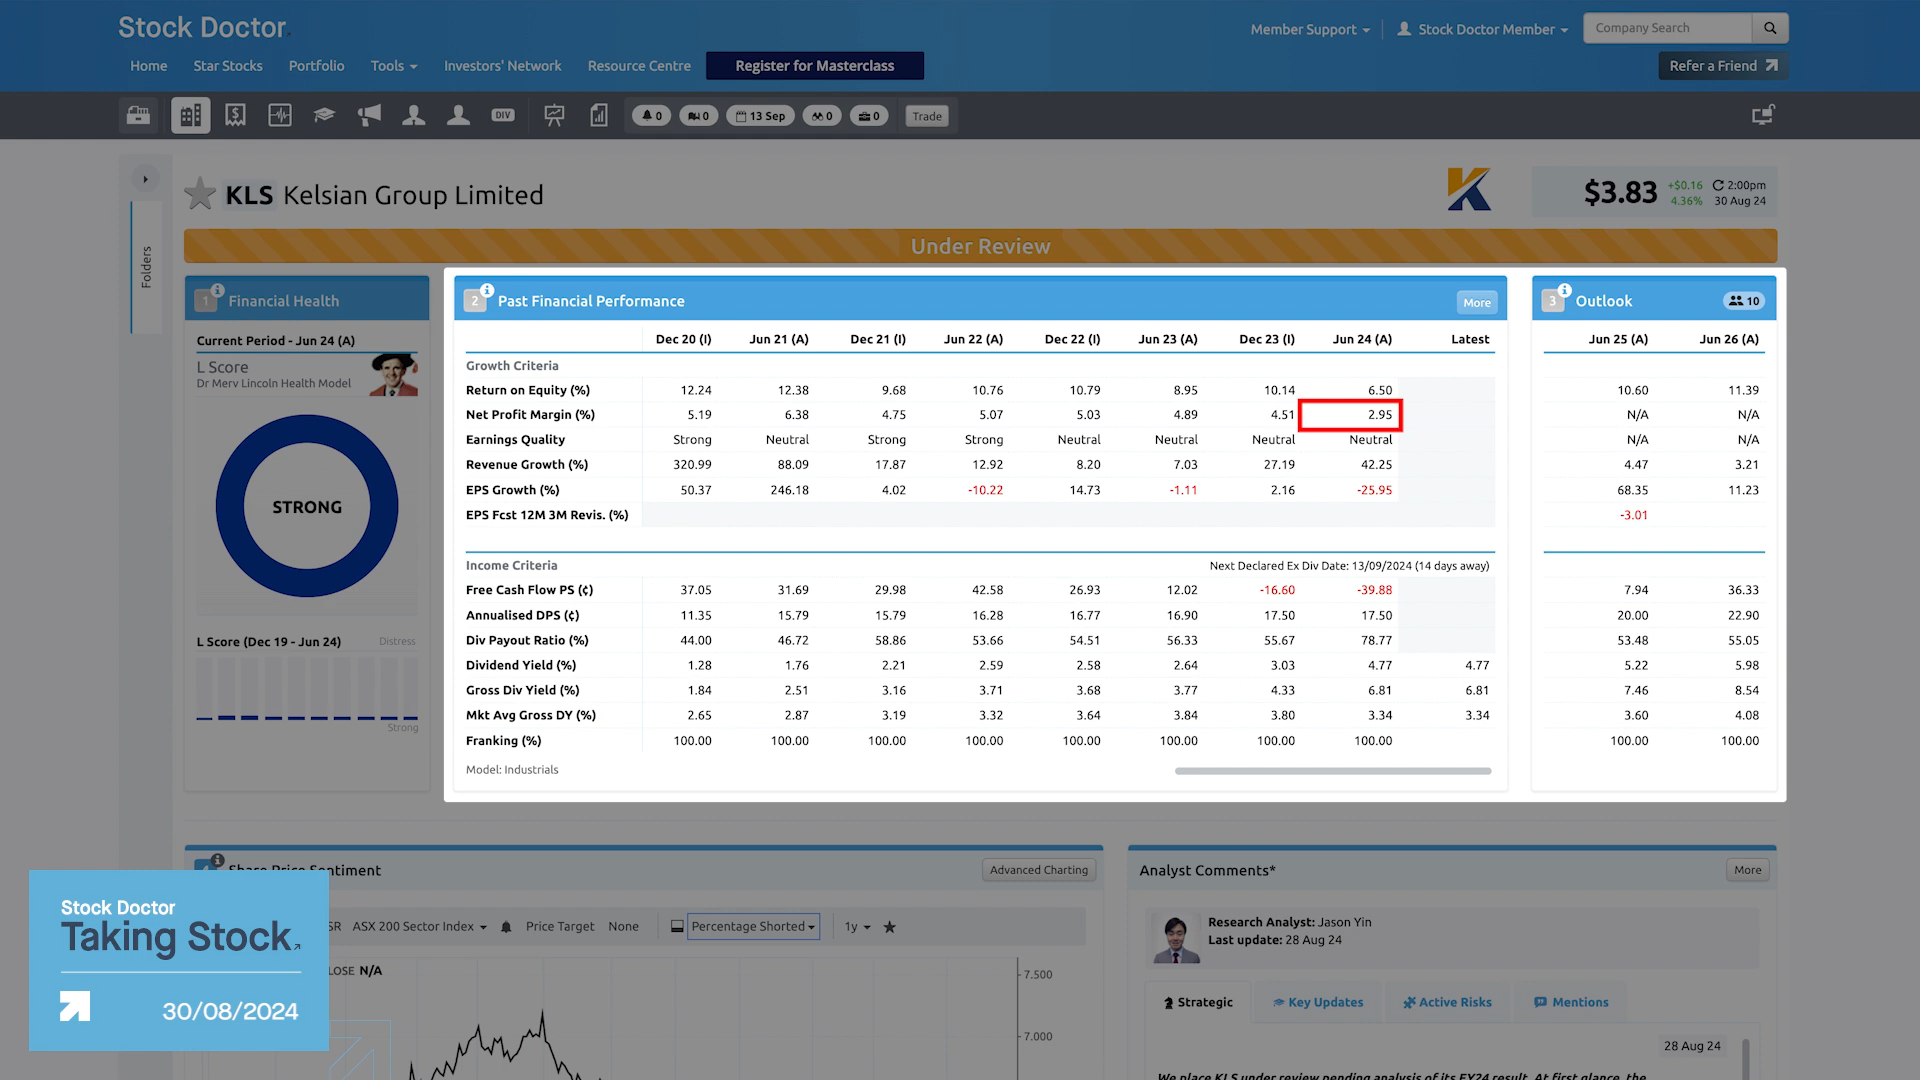 Stock Doctor
Member Support
Stock Doctor Member
Company Search
Home
Star Stocks
Portfolio
Tools
Investors' Network
Resource Centre
Register for Masterclass
Refer a Friend
DIV
0
0
13 Sep
0
0
Trade
Folders
KLS Kelsian Group Limited
K
$3.83
+$0.16
4.36%
2:00pm
30 Aug 24
Under Review
1 Financial Health
Current Period - Jun 24 (A)
L Score
Dr Merv Lincoln Health Model
STRONG
L Score (Dec 19 - Jun 24)
Distress
Strong
2 Past Financial Performance
More
Dec 20 (I) Jun 21 (A) Dec 21 (I) Jun 22 (A) Dec 22 (I) Jun 23 (A) Dec 23 (I) Jun 24 (A) Latest
Growth Criteria
Return on Equity (%) 12.24 12.38 9.68 10.76 10.79 8.95 10.14 6.50
Net Profit Margin (%) 5.19 6.38 4.75 5.07 5.03 4.89 4.51 2.95
Earnings Quality Strong Neutral Strong Strong Neutral Neutral Neutral Neutral
Revenue Growth (%) 320.99 88.09 17.87 12.92 8.20 7.03 27.19 42.25
EPS Growth (%) 50.37 246.18 4.02 -10.22 14.73 -1.11 2.16 -25.95
EPS Fcst 12M 3M Revis. (%)
Income Criteria
Next Declared Ex Div Date: 13/09/2024 (14 days away)
Free Cash Flow PS (¢) 37.05 31.69 29.98 42.58 26.93 12.02 -16.60 -39.88
Annualised DPS (¢) 11.35 15.79 15.79 16.28 16.77 16.90 17.50 17.50
Div Payout Ratio (%) 44.00 46.72 58.86 53.66 54.51 56.33 55.67 78.77
Dividend Yield (%) 1.28 1.76 2.21 2.59 2.58 2.64 3.03 4.77 4.77
Gross Div Yield (%) 1.84 2.51 3.16 3.71 3.68 3.77 4.33 6.81 6.81
Mkt Avg Gross DY (%) 2.65 2.87 3.19 3.32 3.64 3.84 3.80 3.34 3.34
Franking (%) 100.00 100.00 100.00 100.00 100.00 100.00 100.00 100.00
Model: Industrials
3 Outlook
10
Jun 25 (A) Jun 26 (A)
10.60 11.39
N/A N/A
N/A N/A
4.47 3.21
68.35 11.23
-3.01
7.94 36.33
20.00 22.90
53.48 55.05
5.22 5.98
7.46 8.54
3.60 4.08
100.00 100.00
Share Price Sentiment
Advanced Charting
SR ASX 200 Sector Index
Price Target None
Percentage Shorted
1y
LOSE N/A
7.500
7.000
Analyst Comments*
More
Research Analyst: Jason Yin
Last update: 28 Aug 24
Strategic
Key Updates
Active Risks
Mentions
28 Aug 24
We place KLS under review pending analysis of its FY24 result. At first glance, the
Stock Doctor
Taking Stock.
30/08/2024